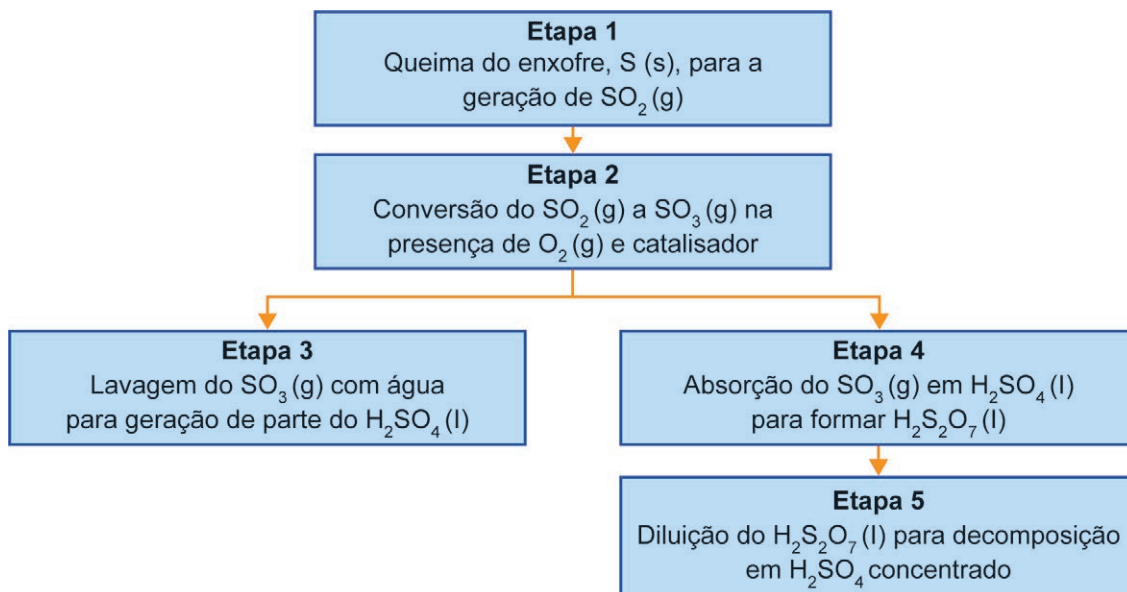 Etapa 1
Queima do enxofre, S (s), para a
geração de SO₂ (g)
Etapa 2
Conversão do SO₂ (g) a SO₃ (g) na
presença de O₂ (g) e catalisador
Etapa 3
Lavagem do SO₃ (g) com água
para geração de parte do H₂SO₄ (l)
Etapa 4
Absorção do SO₃ (g) em H₂SO₄ (l)
para formar H₂S₂O₇ (l)
Etapa 5
Diluição do H₂S₂O₇ (l) para decomposição
em H₂SO₄ concentrado